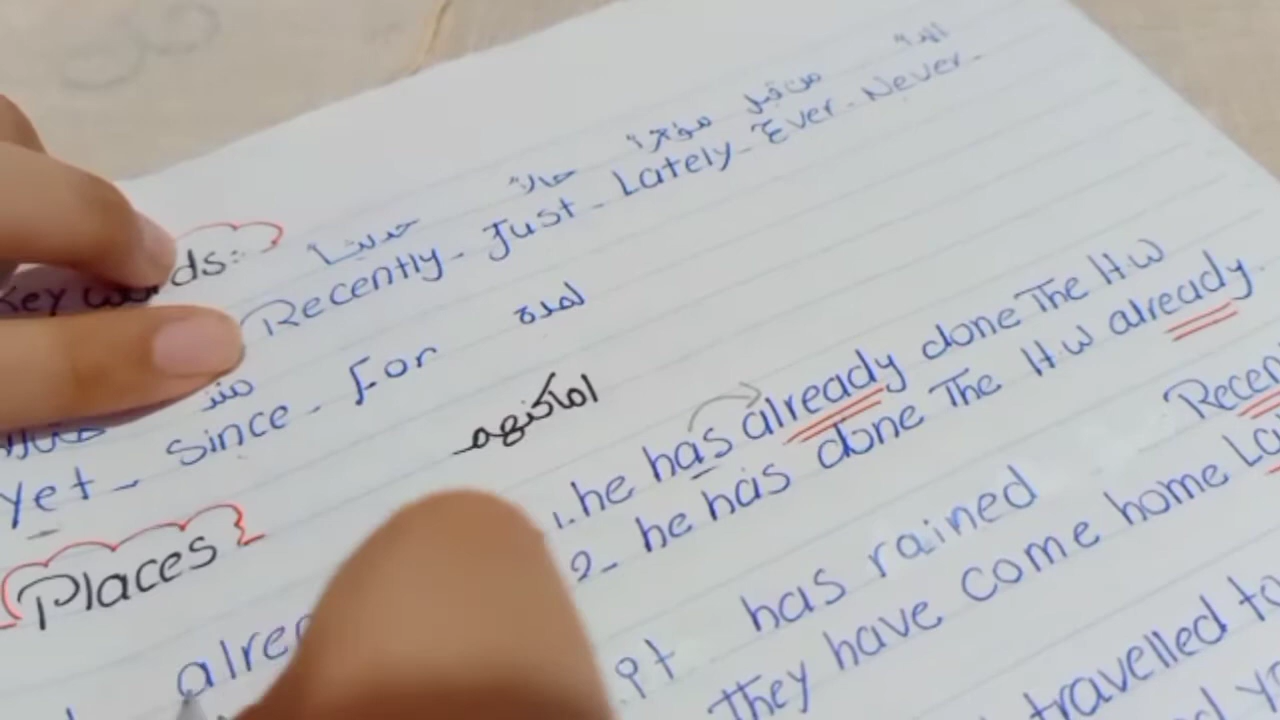 حديثا حالا مؤخرا من قبل
Key words: Recently - Just - Lately - Ever - Never -
منذ لمدة
Yet - Since - For
Places اماكنهم
1. he has already done The H.W
2- he has done The H.w already
It has rained Recen
They have come home La
travelled to
alre